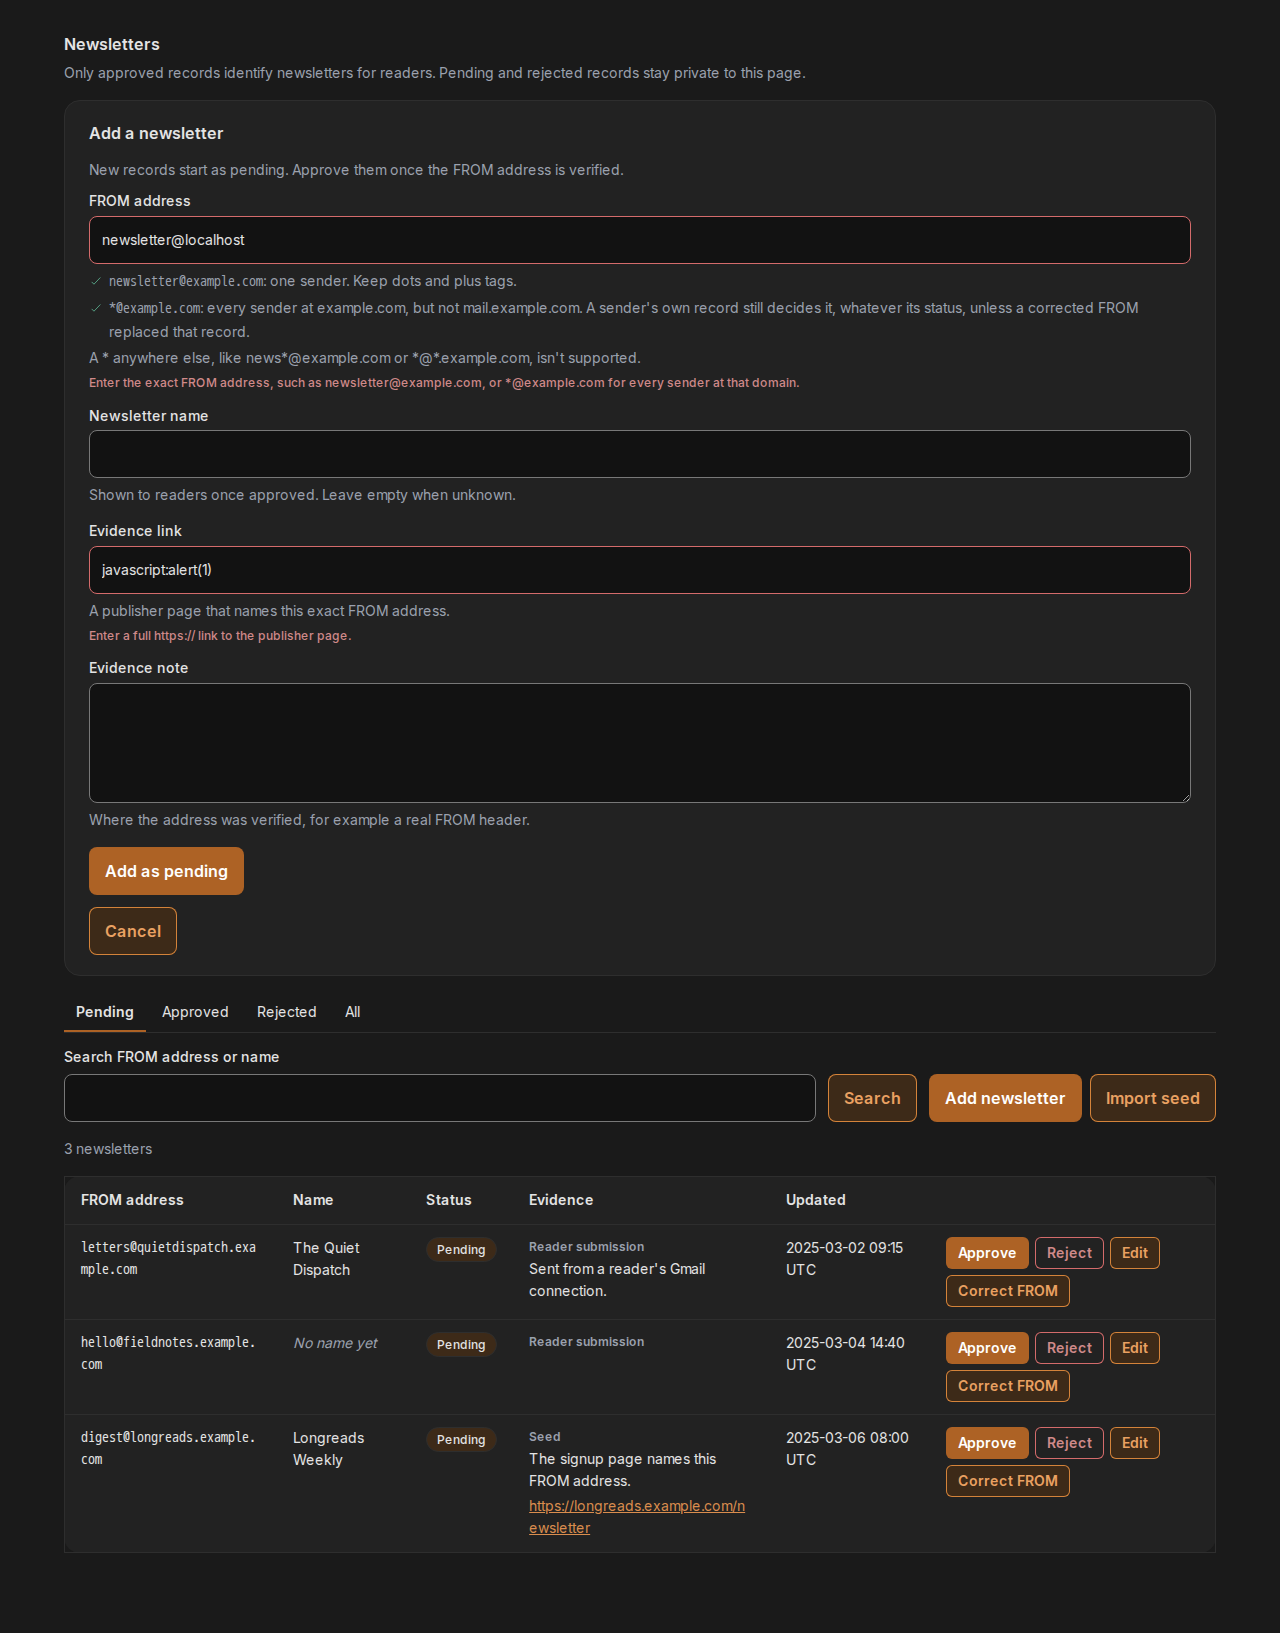 Newsletters
Only approved records identify newsletters for readers. Pending and rejected records stay private to this page.
Add a newsletter
New records start as pending. Approve them once the FROM address is verified.
FROM address
newsletter@localhost
newsletter@example.com: one sender. Keep dots and plus tags.
*@example.com: every sender at example.com, but not mail.example.com. A sender's own record still decides it, whatever its status, unless a corrected FROM
replaced that record.
A * anywhere else, like news*@example.com or *@*.example.com, isn't supported.
Enter the exact FROM address, such as newsletter@example.com, or *@example.com for every sender at that domain.
Newsletter name
Shown to readers once approved. Leave empty when unknown.
Evidence link
javascript:alert(1)
A publisher page that names this exact FROM address.
Enter a full https:// link to the publisher page.
Evidence note
Where the address was verified, for example a real FROM header.
Add as pending
Cancel
Pending Approved Rejected All
Search FROM address or name
Search Add newsletter Import seed
3 newsletters
FROM address Name Status Evidence Updated
letters@quietdispatch.exa The Quiet Pending Reader submission 2025-03-02 09:15 Approve Reject Edit
mple.com Dispatch Sent from a reader's Gmail UTC
connection. Correct FROM
hello@fieldnotes.example. No name yet Pending Reader submission 2025-03-04 14:40 Approve Reject Edit
com UTC
Correct FROM
digest@longreads.example. Longreads Pending Seed 2025-03-06 08:00 Approve Reject Edit
com Weekly The signup page names this UTC
FROM address. Correct FROM
https://longreads.example.com/n
ewsletter